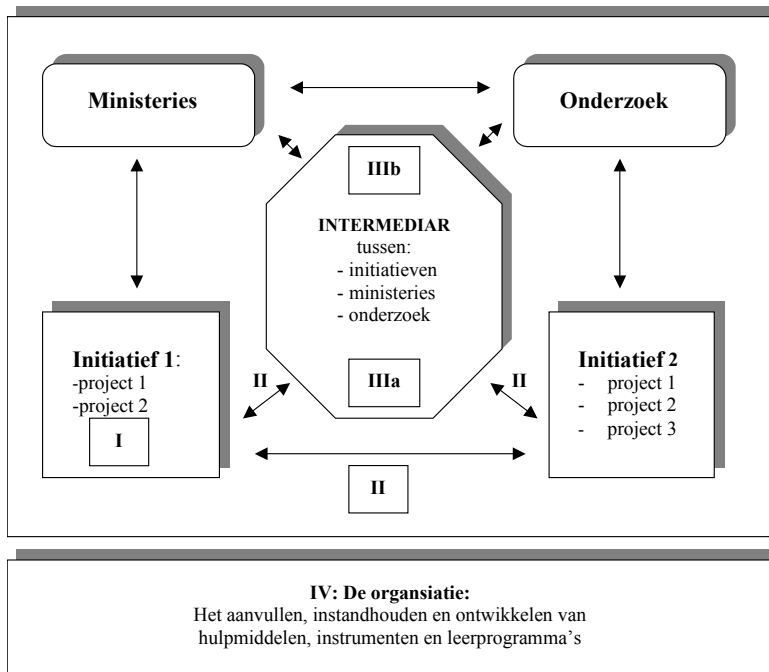 Ministeries
Onderzoek
IIIb
INTERMEDIAR
tussen:
- initiatieven
- ministeries
- onderzoek
IIIa
Initiatief 1:
-project 1
-project 2
I
II
II
Initiatief 2
- project 1
- project 2
- project 3
II
IV: De organsiatie:
Het aanvullen, instandhouden en ontwikkelen van
hulpmiddelen, instrumenten en leerprogramma's